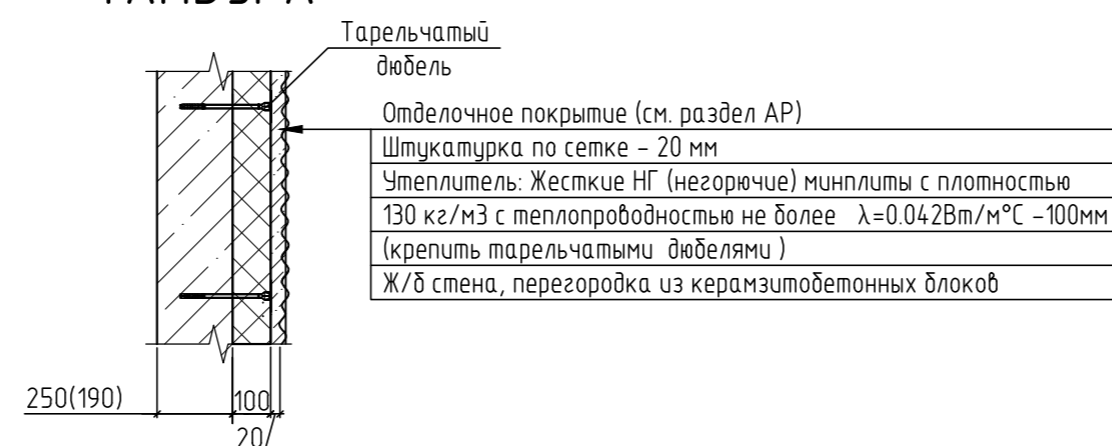 Тарельчатый
дюбель
Отделочное покрытие (см. раздел АР)
Штукатурка по сетке – 20 мм
Утеплитель: Жесткие НГ (негорючие) минплиты с плотностью
130 кг/м3 с теплопроводностью не более λ=0.042Вт/м°С –100мм
(крепить тарельчатыми дюбелями )
Ж/б стена, перегородка из керамзитобетонных блоков
250(190)
100
20